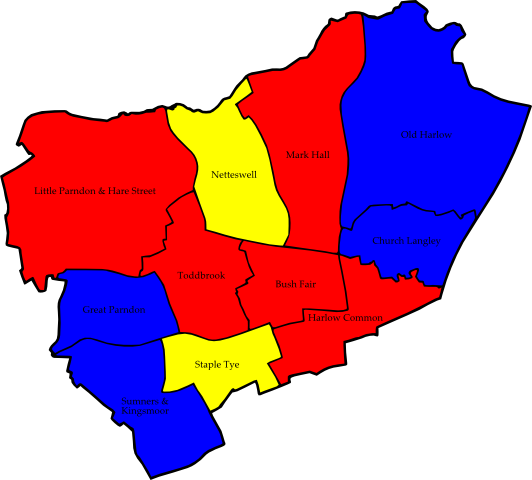 Old Harlow
Mark Hall
Netteswell
Little Parndon & Hare Street
Church Langley
Toddbrook
Bush Fair
Great Parndon
Harlow Common
Staple Tye
Sumners &
Kingsmoor